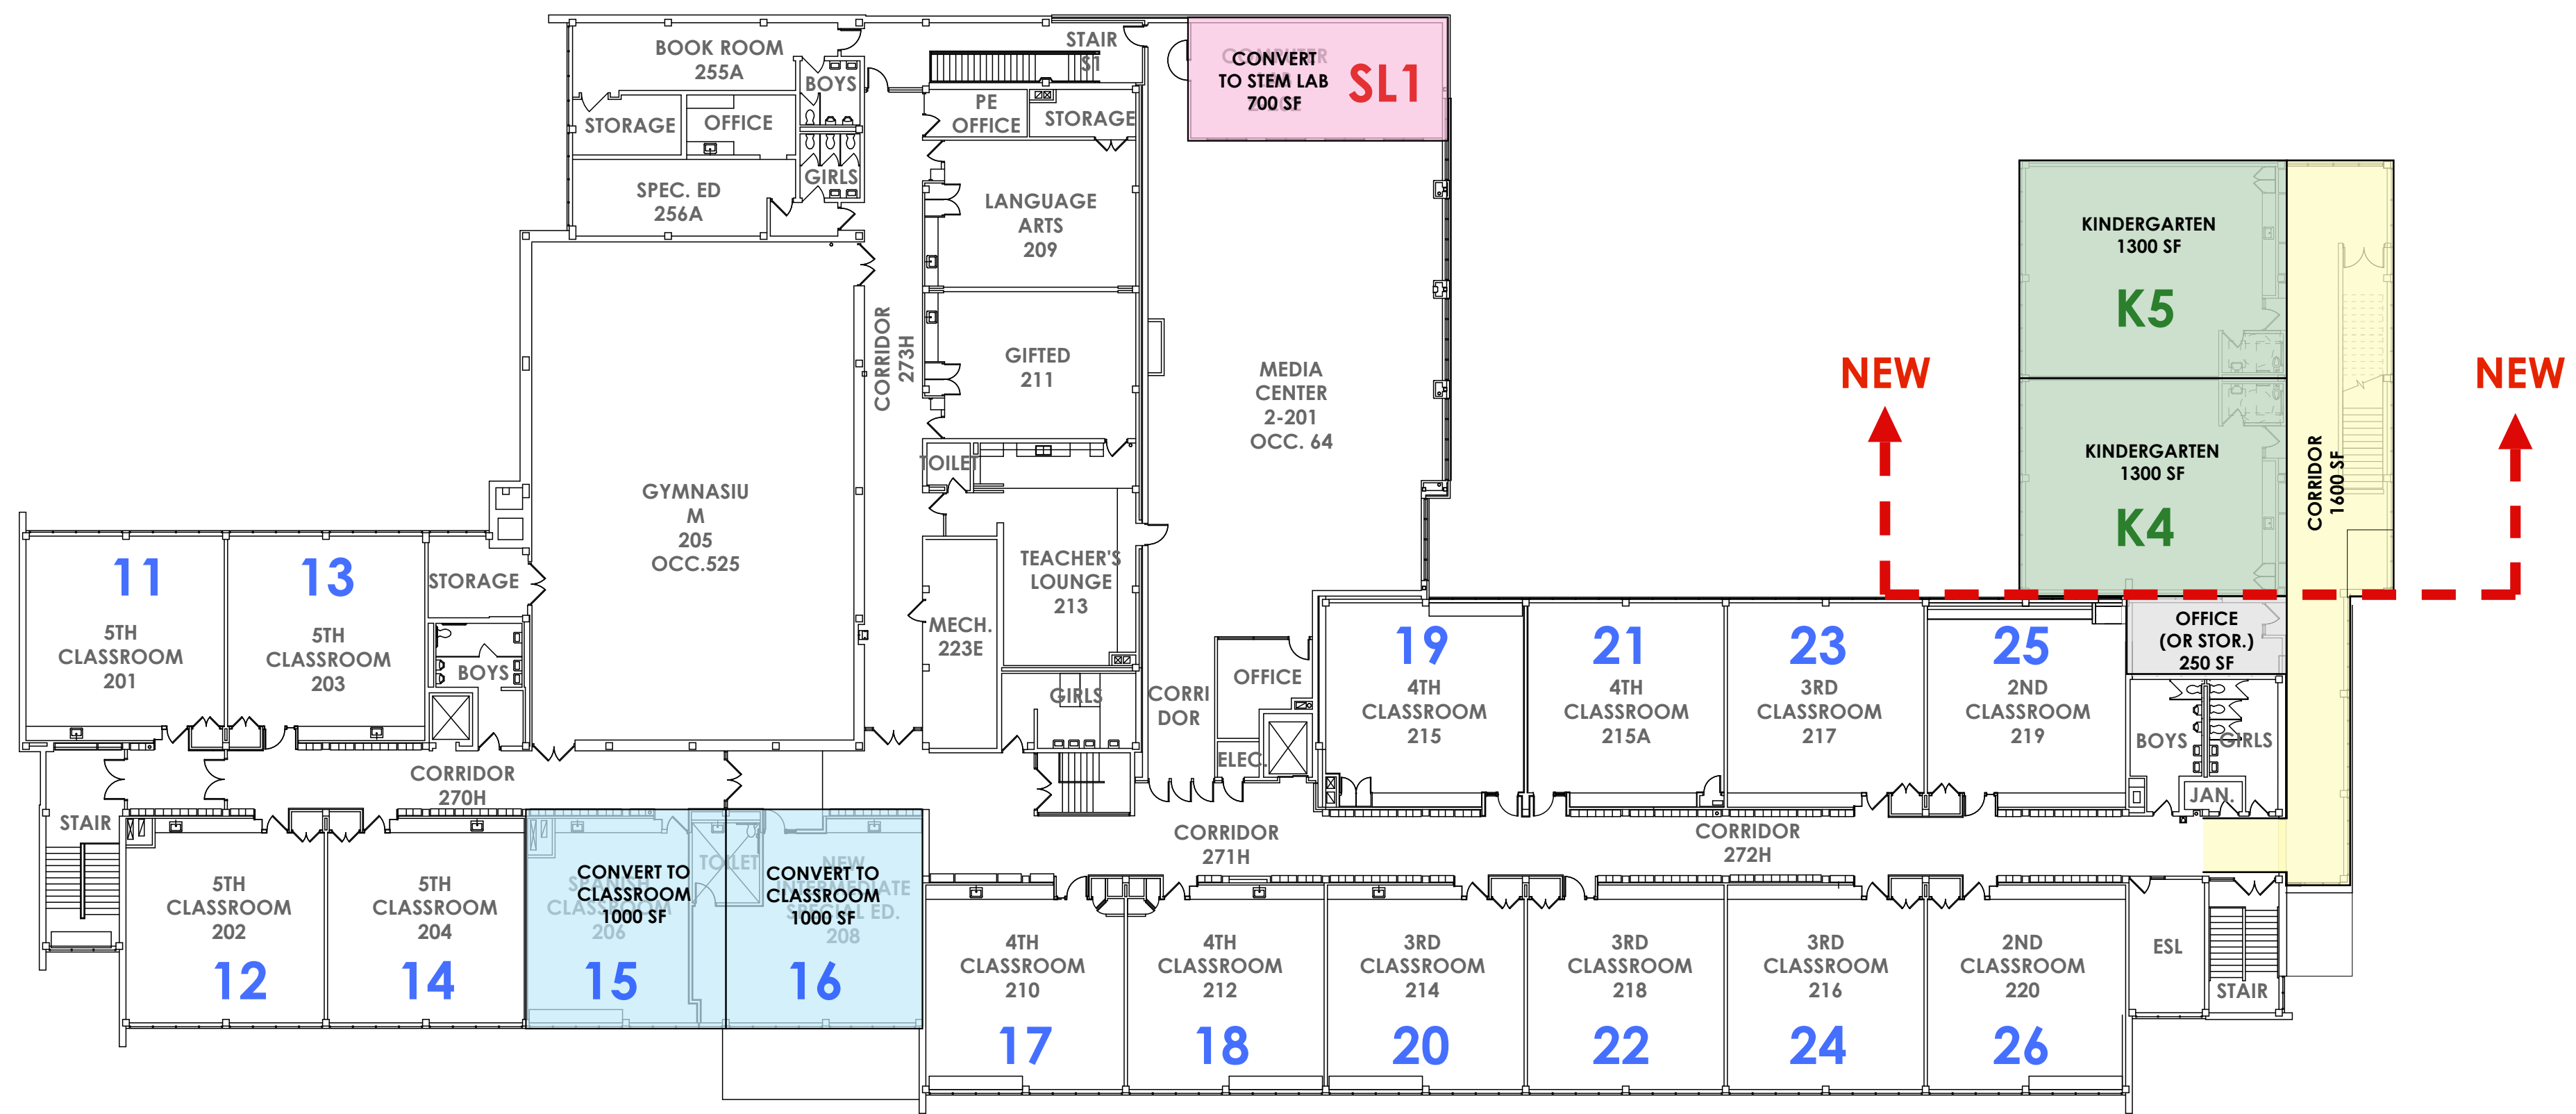 BOOK ROOM
255A
BOYS
STAIR
S1
CONVERT
TO STEM LAB
700 SF
SL1
STORAGE
OFFICE
PE
OFFICE
STORAGE
SPEC. ED
256A
GIRLS
LANGUAGE
ARTS
209
KINDERGARTEN
1300 SF
K5
CORRIDOR
273H
GIFTED
211
MEDIA
CENTER
2-201
OCC. 64
NEW
NEW
KINDERGARTEN
1300 SF
K4
CORRIDOR
1600 SF
TOILET
GYMNASIU
M
205
OCC.525
11
5TH
CLASSROOM
201
13
5TH
CLASSROOM
203
STORAGE
BOYS
TEACHER'S
LOUNGE
213
MECH.
223E
GIRLS
CORRI
DOR
OFFICE
ELEC.
19
4TH
CLASSROOM
215
21
4TH
CLASSROOM
215A
23
3RD
CLASSROOM
217
25
2ND
CLASSROOM
219
OFFICE
(OR STOR.)
250 SF
BOYS
GIRLS
JAN.
CORRIDOR
270H
STAIR
CORRIDOR
271H
CORRIDOR
272H
5TH
CLASSROOM
202
12
5TH
CLASSROOM
204
14
CONVERT TO
CLASSROOM
1000 SF
SPANISH
CLASSROOM
206
15
TOILET
CONVERT TO
CLASSROOM
1000 SF
NEW
INTERMEDIATE
SPECIAL ED.
208
16
4TH
CLASSROOM
210
17
4TH
CLASSROOM
212
18
3RD
CLASSROOM
214
20
3RD
CLASSROOM
218
22
3RD
CLASSROOM
216
24
2ND
CLASSROOM
220
26
ESL
STAIR